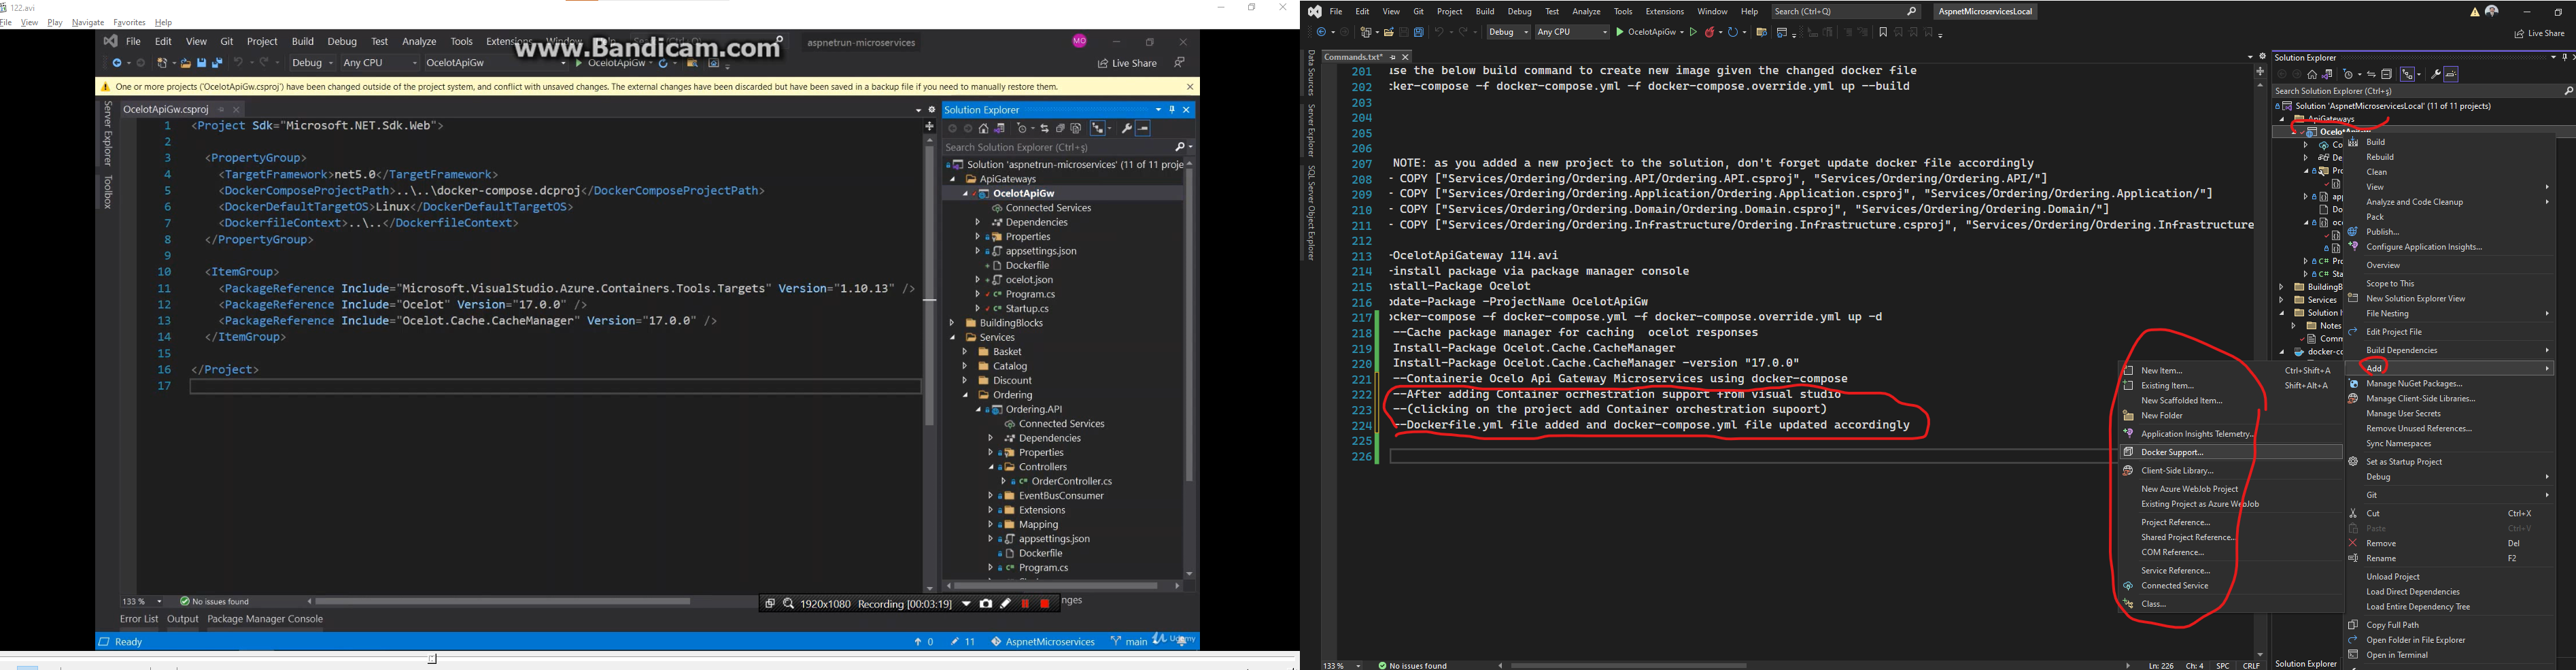 122.avi
File View Play Navigate Favorites Help
www.Bandicam.com
File Edit View Git Project Build Debug Test Analyze Tools Extensions Window
aspnetrun-microservices
MO
Debug Any CPU OcelotApiGw OcelotApiGw Live Share
One or more projects ('OcelotApiGw.csproj') have been changed outside of the project system, and conflict with unsaved changes. The external changes have been discarded but have been saved in a backup file if you need to manually restore them.
Server Explorer
Toolbox
OcelotApiGw.csproj
1 <Project Sdk="Microsoft.NET.Sdk.Web">
2
3 <PropertyGroup>
4 <TargetFramework>net5.0</TargetFramework>
5 <DockerComposeProjectPath>..\..\docker-compose.dcproj</DockerComposeProjectPath>
6 <DockerDefaultTargetOS>Linux</DockerDefaultTargetOS>
7 <DockerfileContext>..\..</DockerfileContext>
8 </PropertyGroup>
9
10 <ItemGroup>
11 <PackageReference Include="Microsoft.VisualStudio.Azure.Containers.Tools.Targets" Version="1.10.13" />
12 <PackageReference Include="Ocelot" Version="17.0.0" />
13 <PackageReference Include="Ocelot.Cache.CacheManager" Version="17.0.0" />
14 </ItemGroup>
15
16 </Project>
17
Solution Explorer
Search Solution Explorer (Ctrl+ş)
Solution 'aspnetrun-microservices' (11 of 11 proje
ApiGateways
OcelotApiGw
Connected Services
Dependencies
Properties
appsettings.json
Dockerfile
ocelot.json
Program.cs
Startup.cs
BuildingBlocks
Services
Basket
Catalog
Discount
Ordering
Ordering.API
Connected Services
Dependencies
Properties
Controllers
OrderController.cs
EventBusConsumer
Extensions
Mapping
appsettings.json
Dockerfile
Program.cs
133 % No issues found
1920x1080 Recording [00:03:19]
nges
Error List Output Package Manager Console
Ready
0 11 AspnetMicroservices main
Udemy
File Edit View Git Project Build Debug Test Analyze Tools Extensions Window Help Search (Ctrl+Q) AspnetMicroservicesLocal
Debug Any CPU OcelotApiGw Live Share
Data Sources
Server Explorer
SQL Server Object Explorer
Commands.txt*
201 use the below build command to create new image given the changed docker file
202 cker-compose -f docker-compose.yml -f docker-compose.override.yml up --build
203
204
205
206
207 NOTE: as you added a new project to the solution, don't forget update docker file accordingly
208 - COPY ["Services/Ordering/Ordering.API/Ordering.API.csproj", "Services/Ordering/Ordering.API/"]
209 - COPY ["Services/Ordering/Ordering.Application/Ordering.Application.csproj", "Services/Ordering/Ordering.Application/"]
210 - COPY ["Services/Ordering/Ordering.Domain/Ordering.Domain.csproj", "Services/Ordering/Ordering.Domain/"]
211 - COPY ["Services/Ordering/Ordering.Infrastructure/Ordering.Infrastructure.csproj", "Services/Ordering/Ordering.Infrastructure
212
213 -OcelotApiGateway 114.avi
214 -install package via package manager console
215 nstall-Package Ocelot
216 pdate-Package -ProjectName OcelotApiGw
217 ocker-compose -f docker-compose.yml -f docker-compose.override.yml up -d
218 --Cache package manager for caching ocelot responses
219 Install-Package Ocelot.Cache.CacheManager
220 Install-Package Ocelot.Cache.CacheManager -version "17.0.0"
221 --Containerie Ocelo Api Gateway Microservices using docker-compose
222 --After adding Container ocrhestration support from visual studio
223 --(clicking on the project add Container orchestration supoort)
224 --Dockerfile.yml file added and docker-compose.yml file updated accordingly
225
226
133 % No issues found Ln: 226 Ch: 4 SPC CRLF
Solution Explorer
Search Solution Explorer (Ctrl+ş)
Solution 'AspnetMicroservicesLocal' (11 of 11 projects)
ApiGateways
OcelotApiGw
Co
De
Pro
app
Do
oce
Pro
Sta
BuildingB
Services
Solution I
Notes
Comm
docker-co
Solution Explorer
Build
Rebuild
Clean
View
Analyze and Code Cleanup
Pack
Publish...
Configure Application Insights...
Overview
Scope to This
New Solution Explorer View
File Nesting
Edit Project File
Build Dependencies
Add
Manage NuGet Packages...
Manage Client-Side Libraries...
Manage User Secrets
Remove Unused References...
Sync Namespaces
Set as Startup Project
Debug
Git
Cut Ctrl+X
Paste Ctrl+V
Remove Del
Rename F2
Unload Project
Load Direct Dependencies
Load Entire Dependency Tree
Copy Full Path
Open Folder in File Explorer
Open in Terminal
New Item... Ctrl+Shift+A
Existing Item... Shift+Alt+A
New Scaffolded Item...
New Folder
Application Insights Telemetry...
Docker Support...
Client-Side Library...
New Azure WebJob Project
Existing Project as Azure WebJob
Project Reference...
Shared Project Reference...
COM Reference...
Service Reference...
Connected Service
Class...